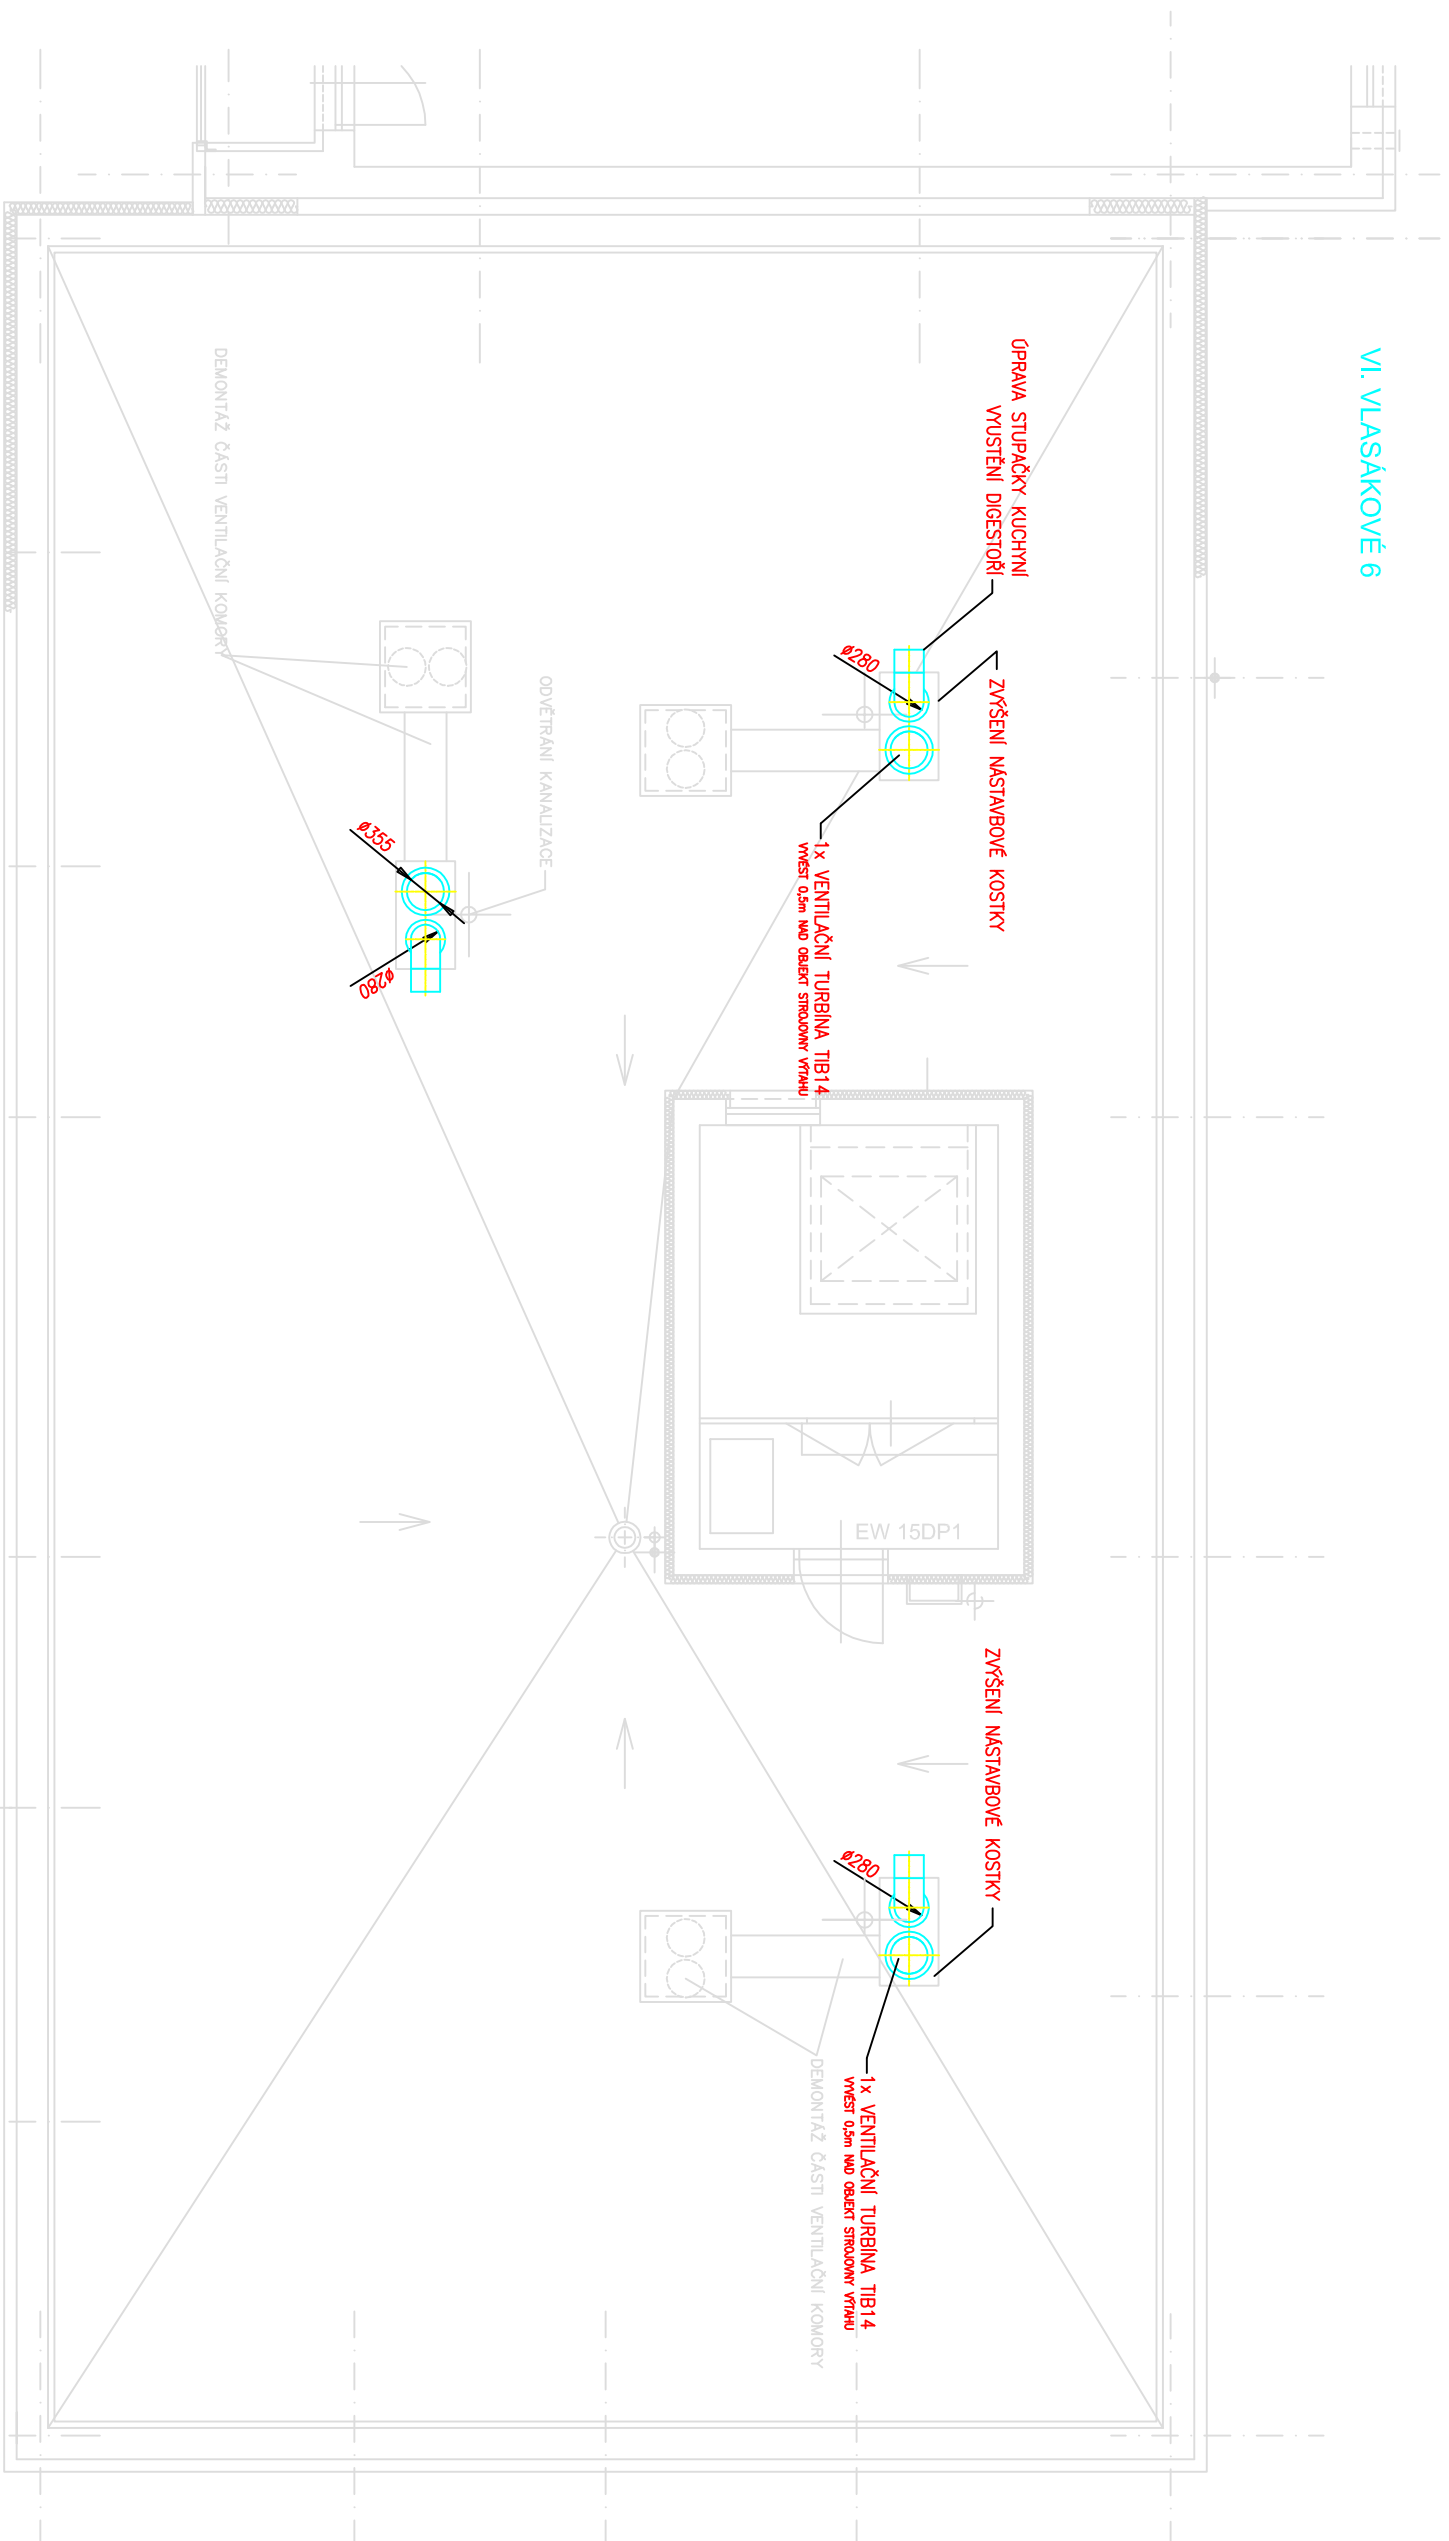 VI. VLASÁKOVÉ 6
ÚPRAVA STUPAČKY KUCHYNÍ
VYUSTĚNÍ DIGESTOŘÍ
ZVÝŠENÍ NÁSTAVBOVÉ KOSTKY
ø280
1x VENTILAČNÍ TURBÍNA TIB14
VYVÉST 0,5m NAD OBJEKT STROJOVNY VÝTAHU
ODVĚTRÁNÍ KANALIZACE
DEMONTÁŽ ČÁSTI VENTILAČNÍ KOMORY
ø355
ø280
EW 15DP1
ZVÝŠENÍ NÁSTAVBOVÉ KOSTKY
ø280
1x VENTILAČNÍ TURBÍNA TIB14
VYVÉST 0,5m NAD OBJEKT STROJOVNY VÝTAHU
DEMONTÁŽ ČÁSTI VENTILAČNÍ KOMORY